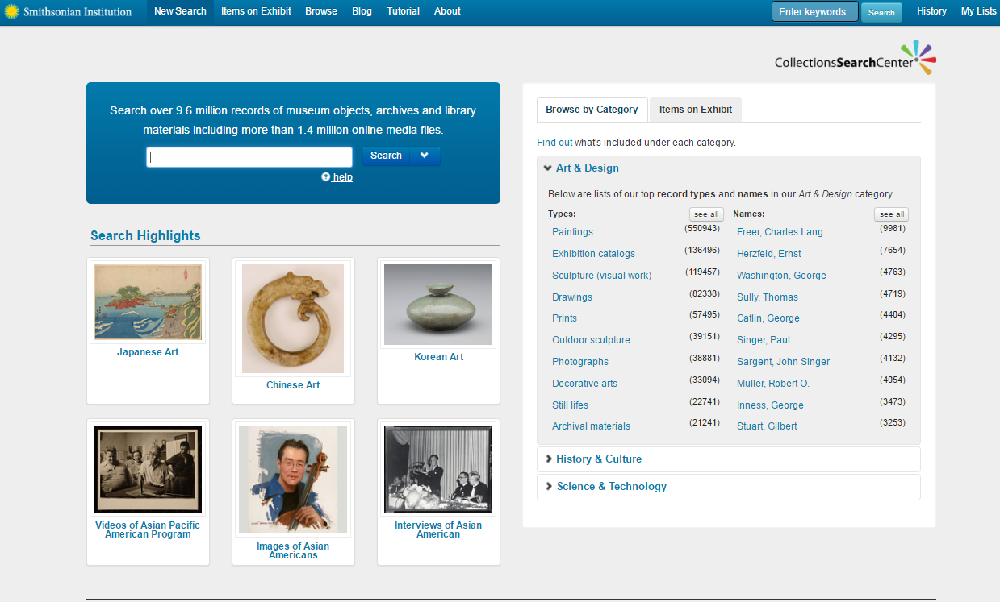 Smithsonian Institution
New Search Items on Exhibit Browse Blog Tutorial About
Enter keywords Search History My Lists
CollectionsSearchCenter
Search over 9.6 million records of museum objects, archives and library
materials including more than 1.4 million online media files.
Search
help
Search Highlights
Japanese Art
Chinese Art
Korean Art
Videos of Asian Pacific
American Program
Images of Asian
Americans
Interviews of Asian
American
Browse by Category Items on Exhibit
Find out what's included under each category.
Art & Design
Below are lists of our top record types and names in our Art & Design category.
Types: see all Names: see all
Paintings (550943) Freer, Charles Lang (9981)
Exhibition catalogs (136496) Herzfeld, Ernst (7654)
Sculpture (visual work) (119457) Washington, George (4763)
Drawings (82338) Sully, Thomas (4719)
Prints (57495) Catlin, George (4404)
Outdoor sculpture (39151) Singer, Paul (4295)
Photographs (38881) Sargent, John Singer (4132)
Decorative arts (33094) Muller, Robert O. (4054)
Still lifes (22741) Inness, George (3473)
Archival materials (21241) Stuart, Gilbert (3253)
History & Culture
Science & Technology